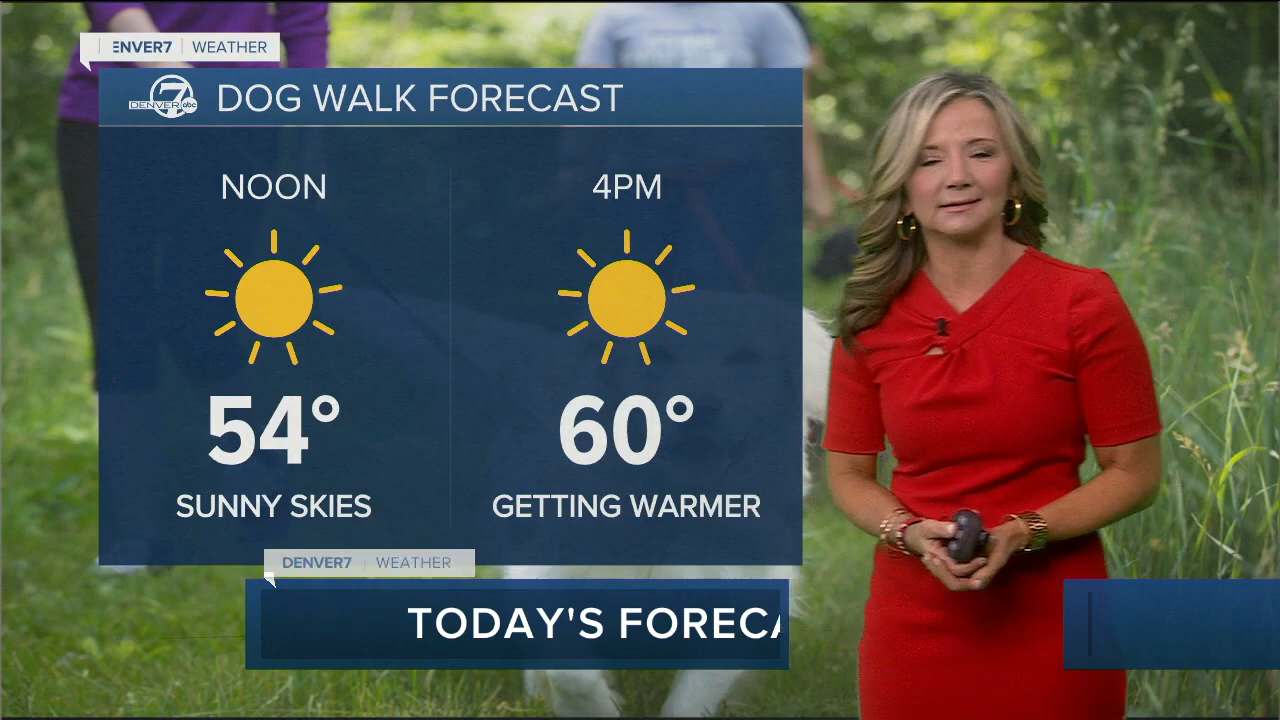 ENVER7 | WEATHER
DENVER 7 abc DOG WALK FORECAST
NOON
4PM
54°
60°
SUNNY SKIES
GETTING WARMER
DENVER7 | WEATHER
TODAY'S FORECA